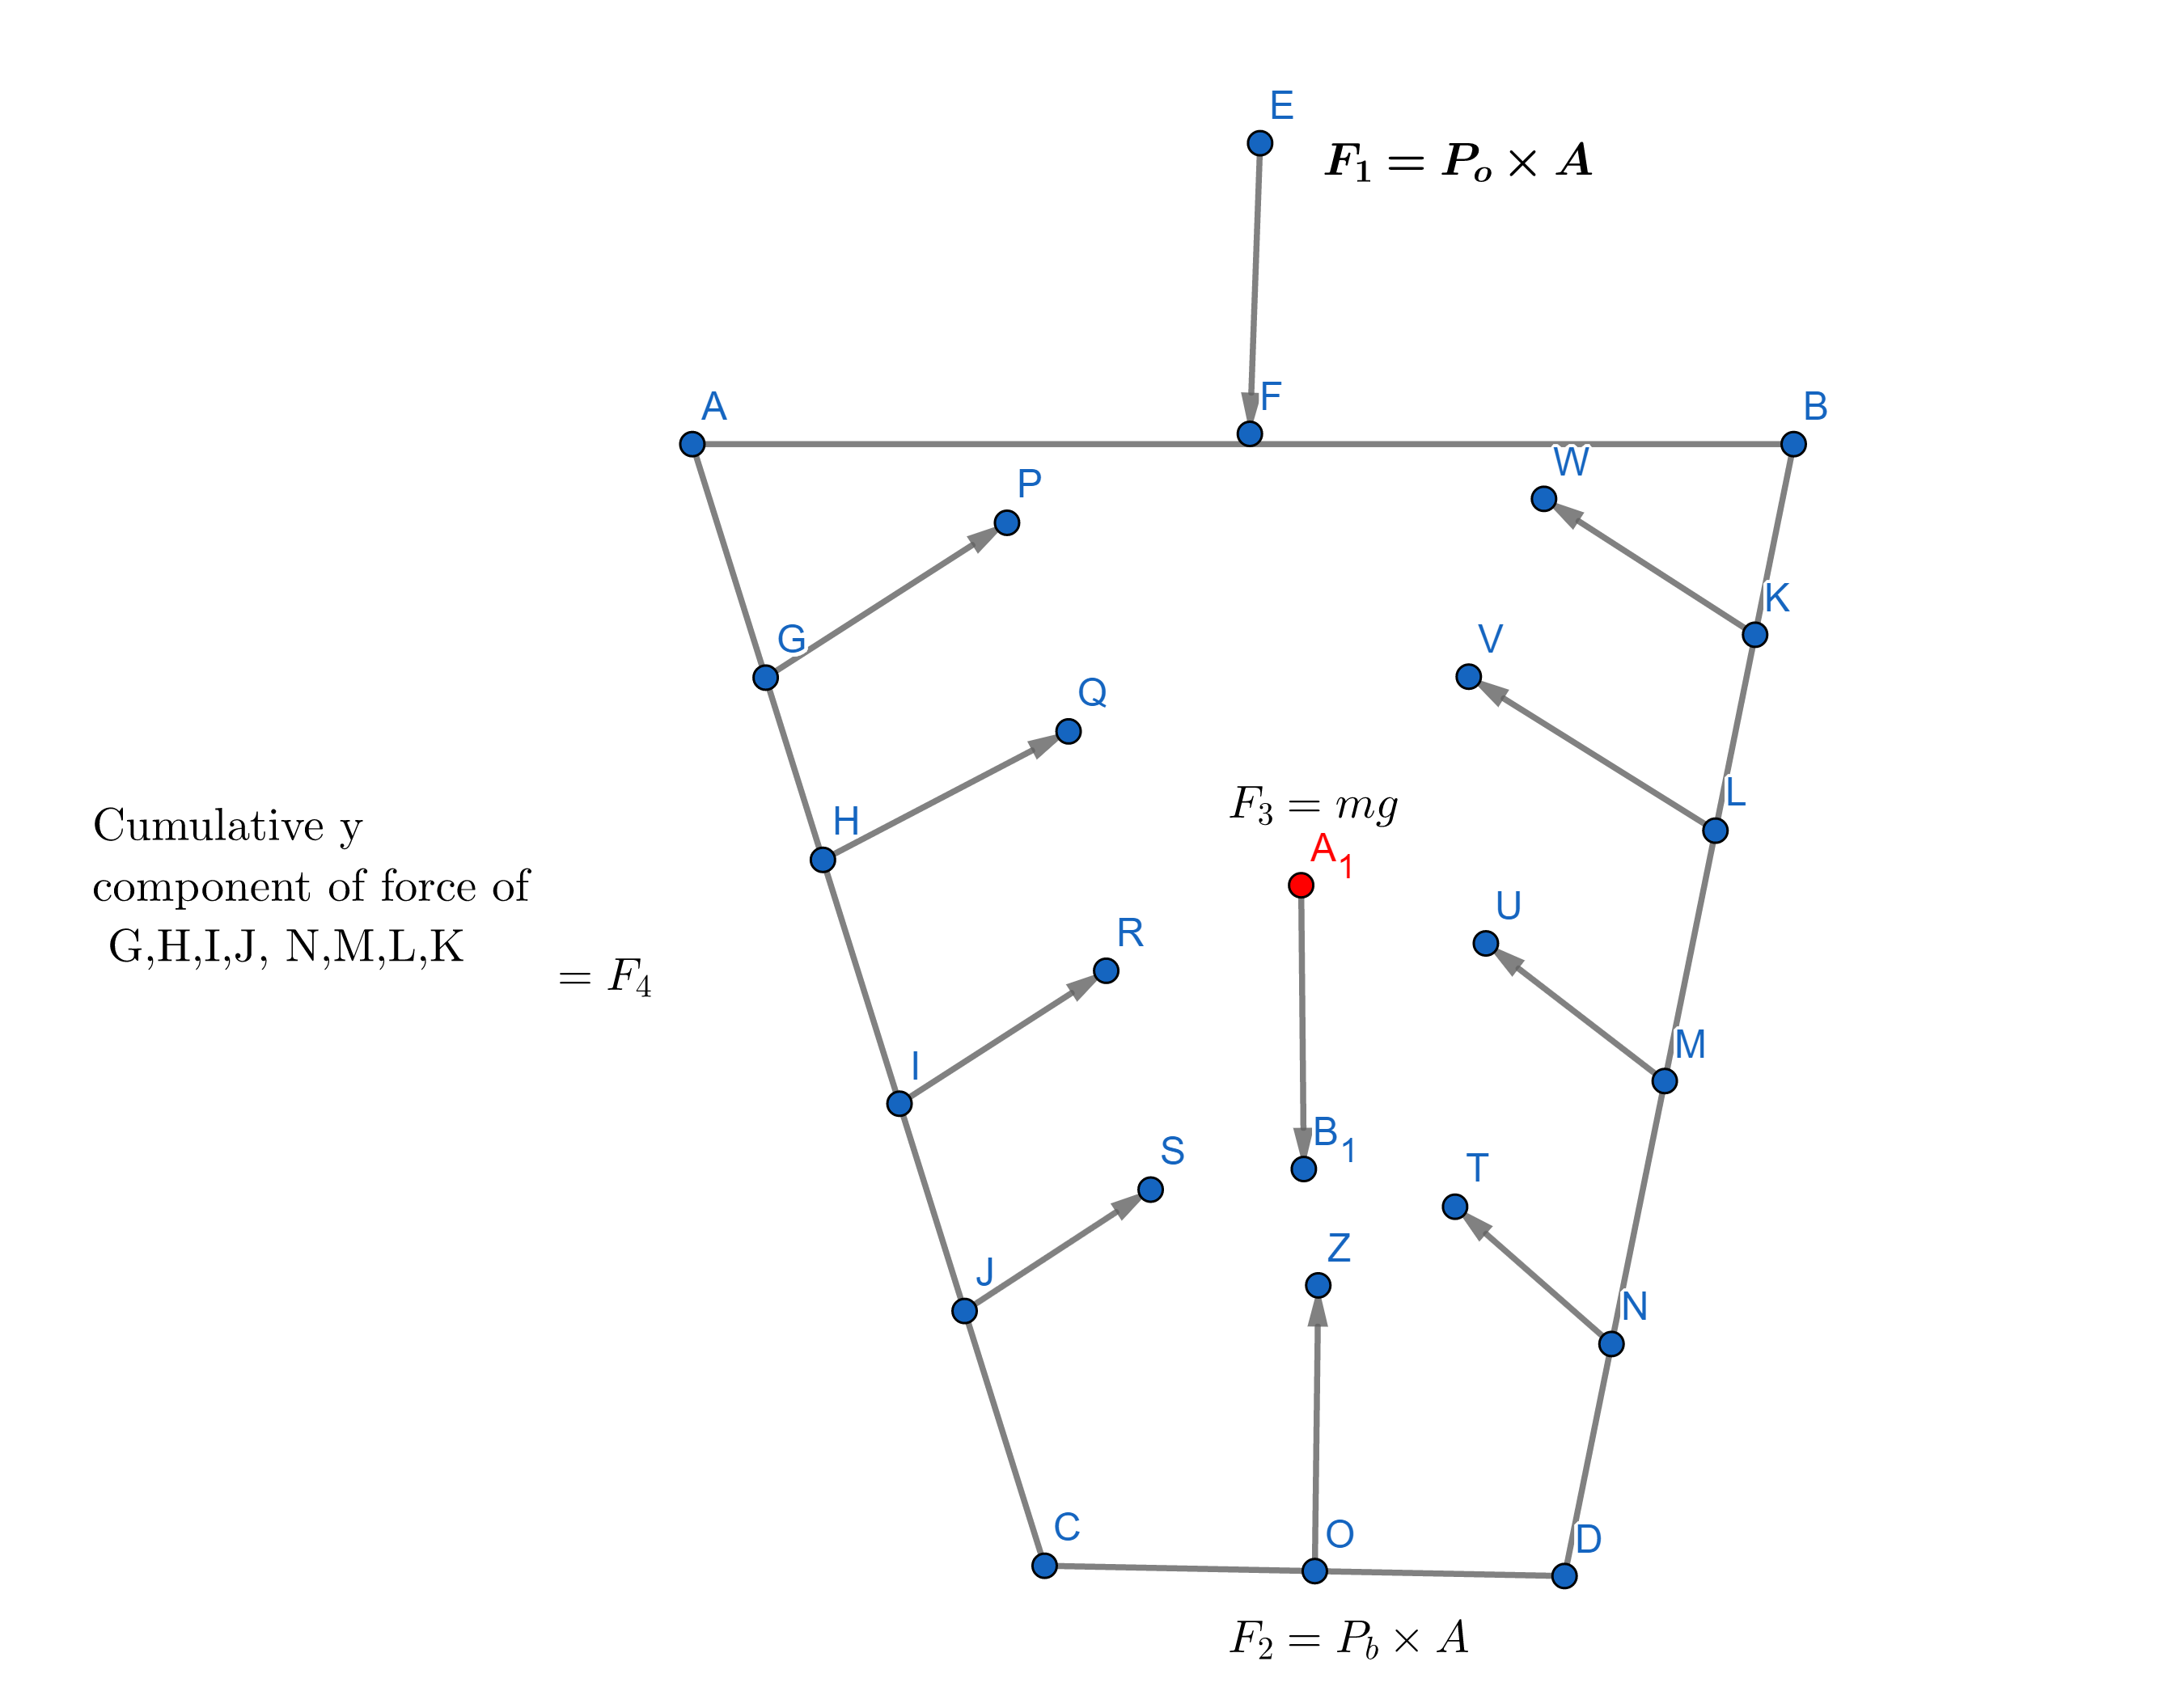 E
F₁ = Pₒ × A
A
F
B
W
P
K
G
V
Q
L
F₃ = mg
H
A₁
Cumulative y
component of force of
G,H,I,J, N,M,L,K
= F₄
U
R
M
I
B₁
S
T
Z
J
N
C
O
D
F₂ = P_b × A